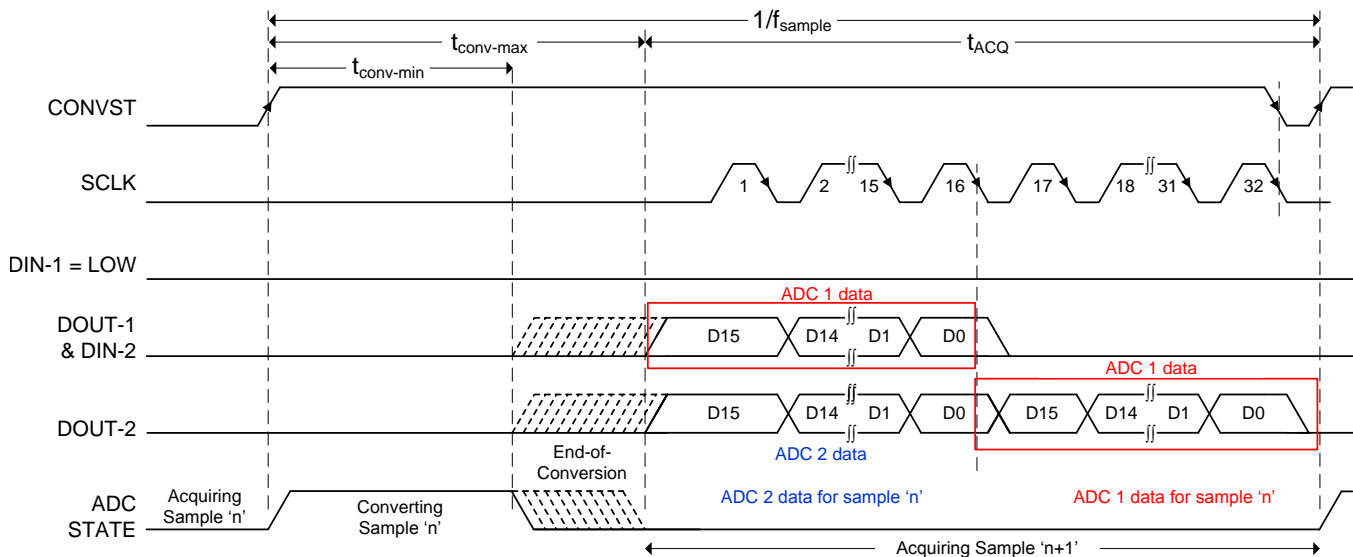 1/fsample
tconv-max
tACQ
tconv-min
CONVST
SCLK
1 2 ∫∫ 15 16 17 18 ∫∫ 31 32
DIN-1 = LOW
ADC 1 data
DOUT-1
& DIN-2
D15 D14 ∫∫ D1 D0
ADC 1 data
DOUT-2
D15 D14 ∫∫ D1 D0 D15 D14 ∫∫ D1 D0
ADC 2 data
End-of-
Conversion
ADC
STATE
Acquiring
Sample ‘n’
Converting
Sample ‘n’
ADC 2 data for sample ‘n’
ADC 1 data for sample ‘n’
Acquiring Sample ‘n+1’